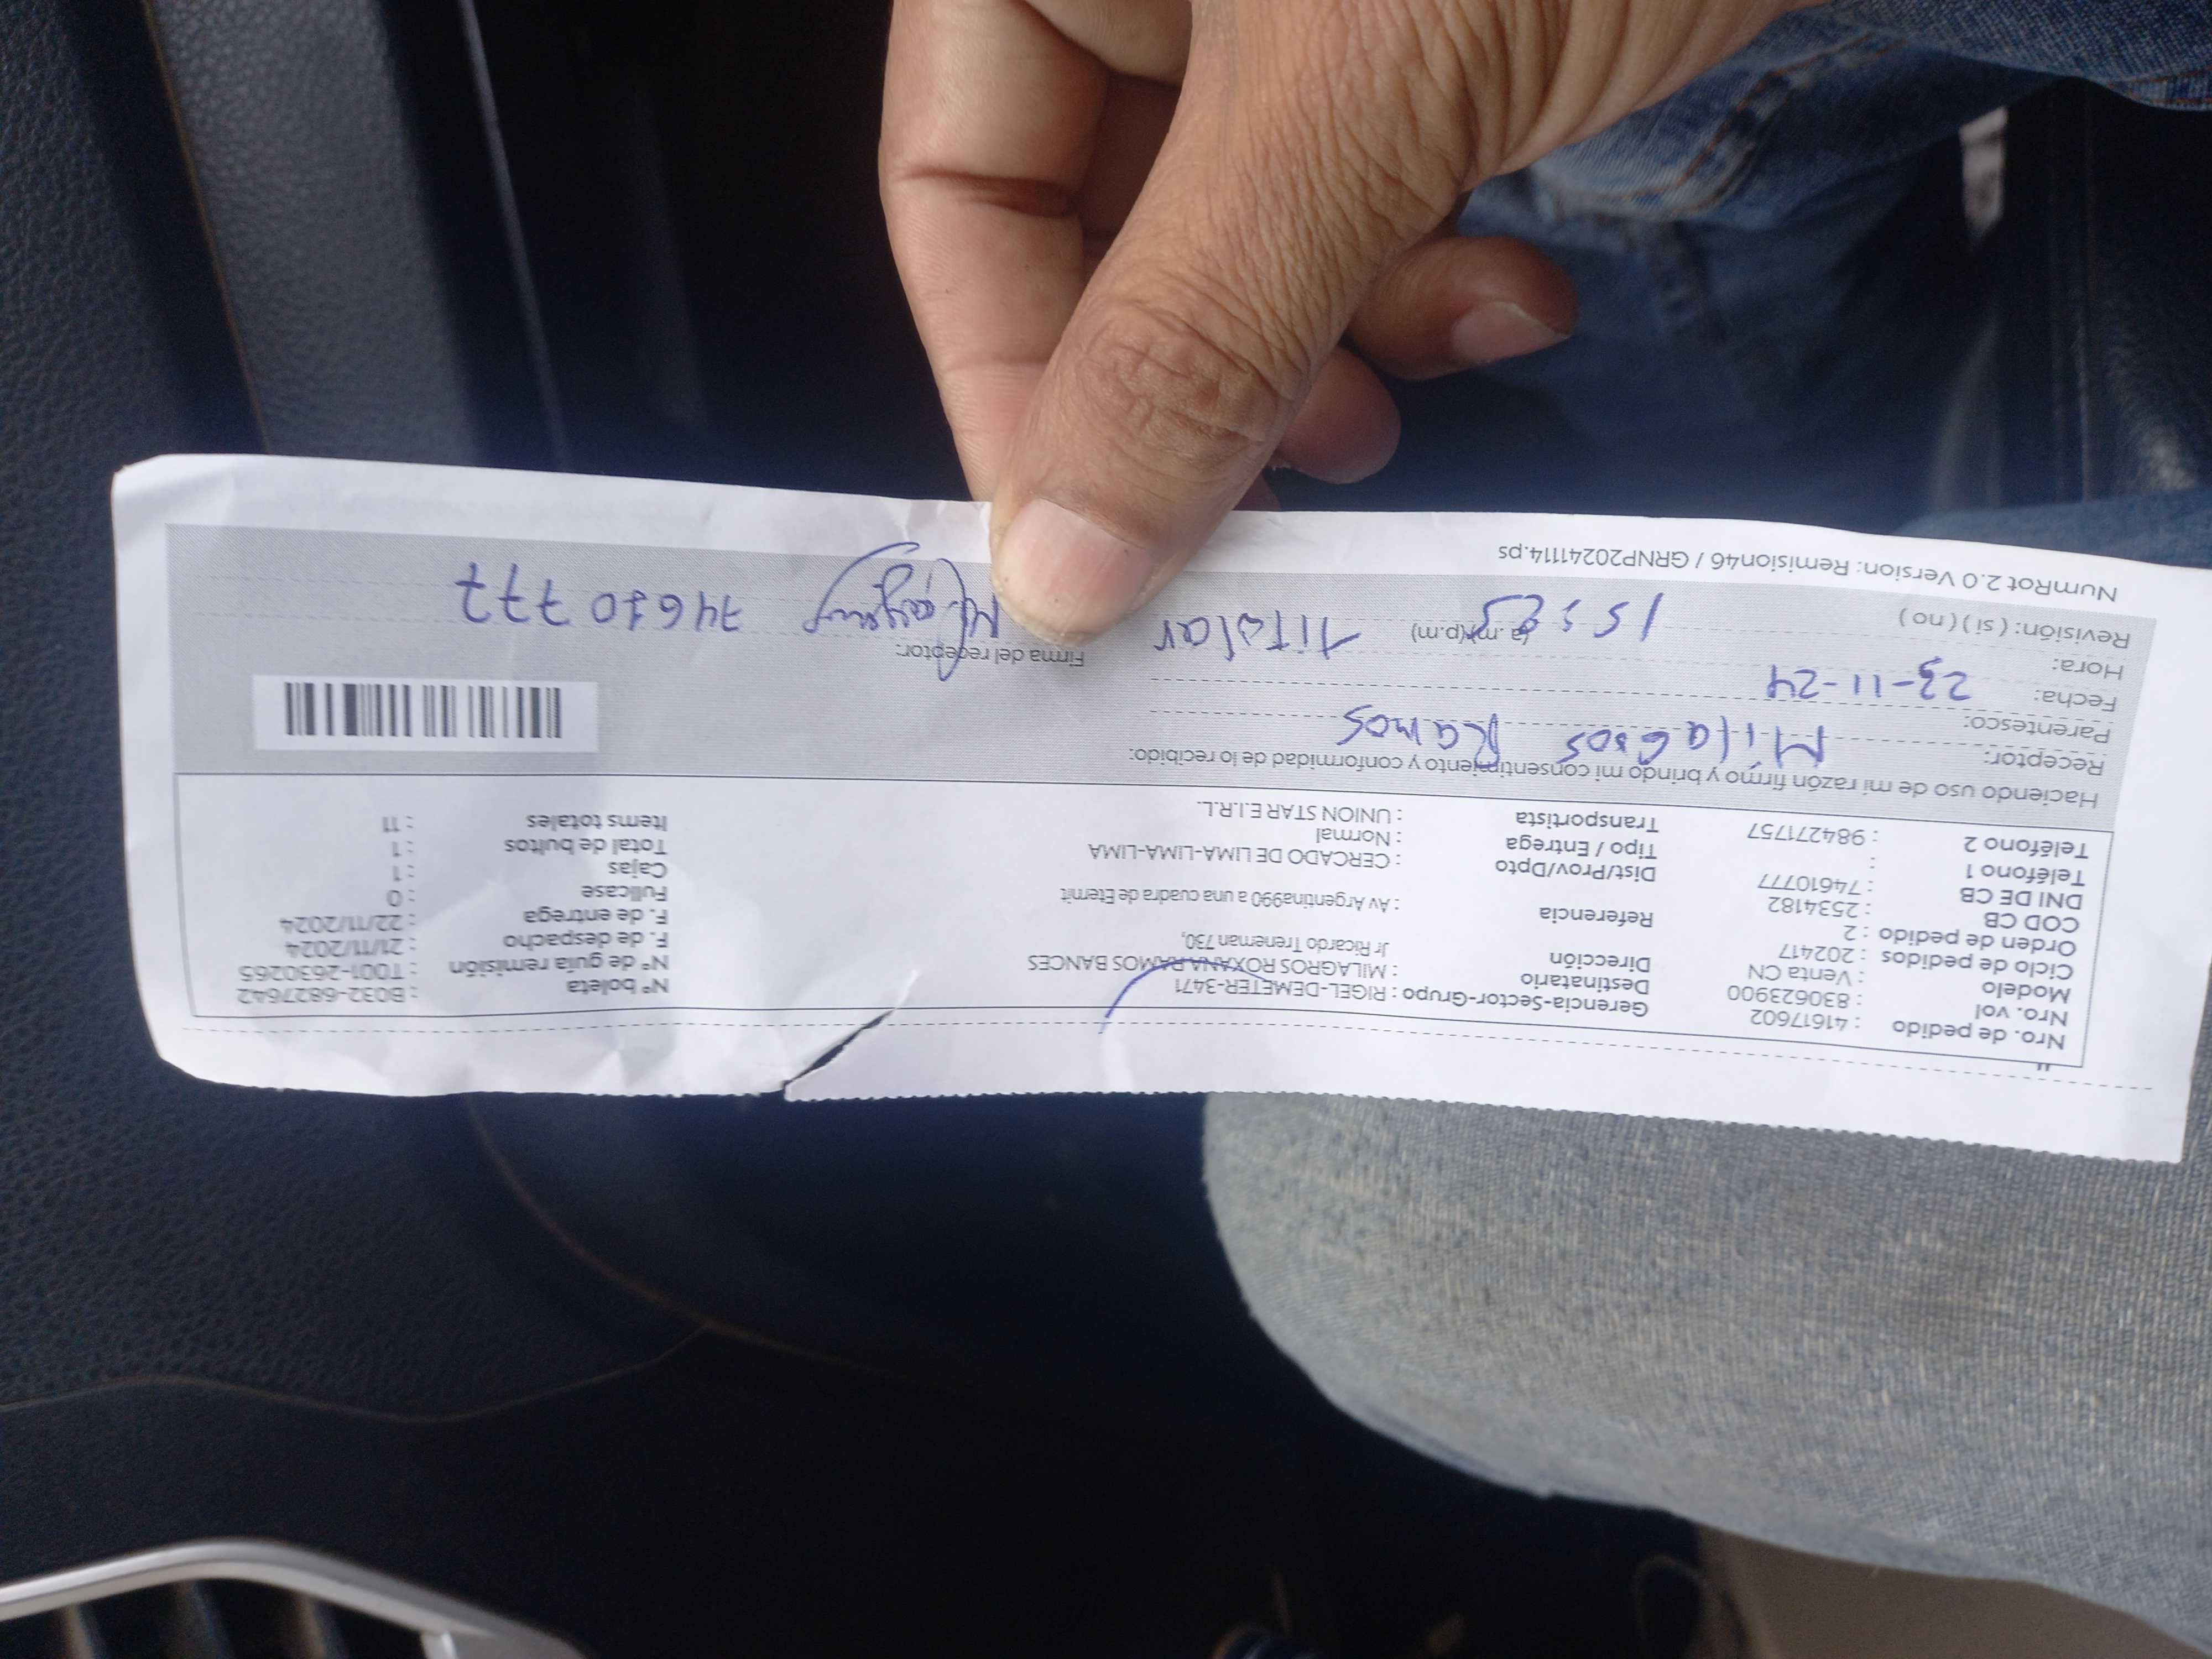 Nro. de pedido : 41617602
Nro. vol : 830623900
Modelo : Venta CN
Ciclo de pedidos : 202417
Orden de pedido : 2
COD CB : 2534182
DNI DE CB : 74610777
Teléfono 1 :
Teléfono 2 : 984271757
Gerencia-Sector-Grupo : RIGEL-DEMETER-3471
Destinatario : MILAGROS ROXANA RAMOS BANCES
Dirección Jr Ricardo Treneman 730,
Referencia : Av Argentina990 a una cuadra de Eternit
Dist/Prov/Dpto : CERCADO DE LIMA-LIMA-LIMA
Tipo / Entrega : Normal
Transportista : UNION STAR E.I.R.L.
N° boleta : B032-6827642
N° de guía remisión : T001-2630265
F. de despacho : 21/11/2024
F. de entrega : 22/11/2024
Fullcase : 0
Cajas : 1
Total de bultos : 1
Items totales : 11
Haciendo uso de mi razón firmo y brindo mi consentimiento y conformidad de lo recibido:
Receptor: Milagros Ramos
Parentesco:
Fecha: 23-11-24
Hora: 15:25 (a.m)(p.m) titular
Revisión: ( si ) ( no )
Firma del receptor:
74610777
NumRot 2.0 Version: Remision46 / GRNP20241114.ps